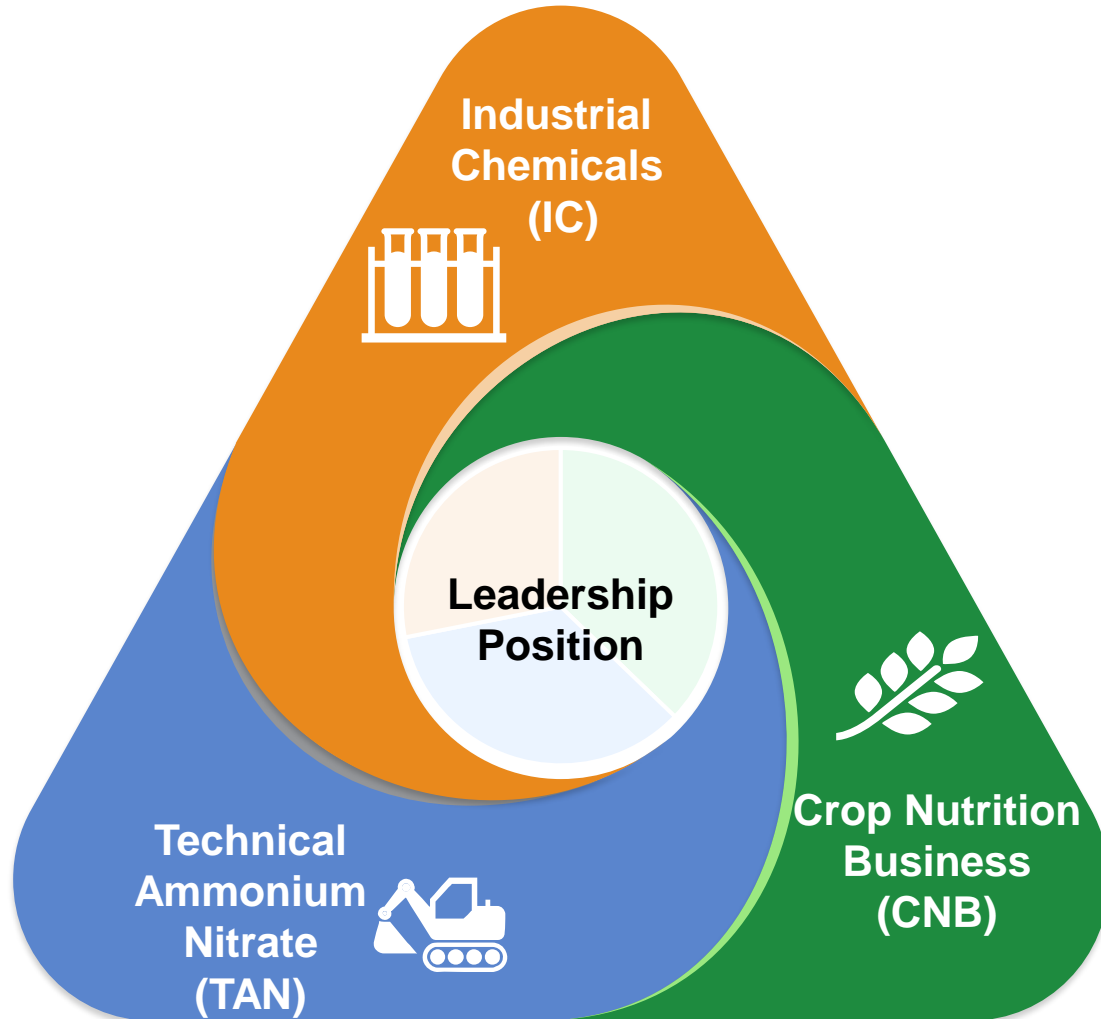 Industrial
Chemicals
(IC)
Leadership
Position
Technical
Ammonium
Nitrate
(TAN)
Crop Nutrition
Business
(CNB)